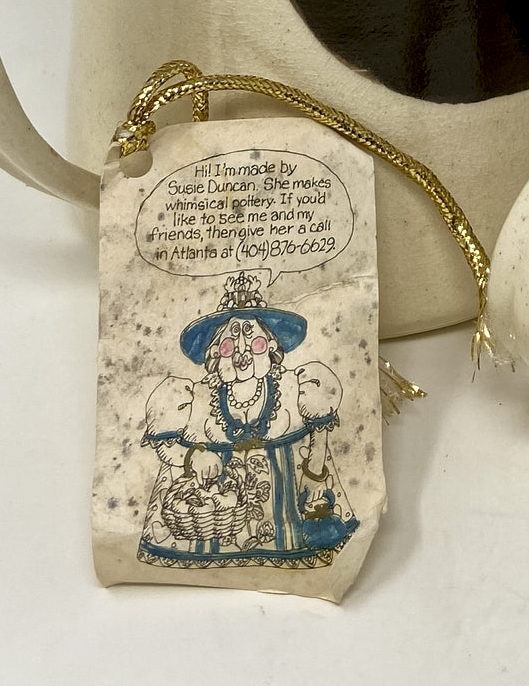 Hi! I'm made by
Susie Duncan. She makes
whimsical pottery. If you'd
like to see me and my
friends, then give her a call
in Atlanta at (404) 876-6629.